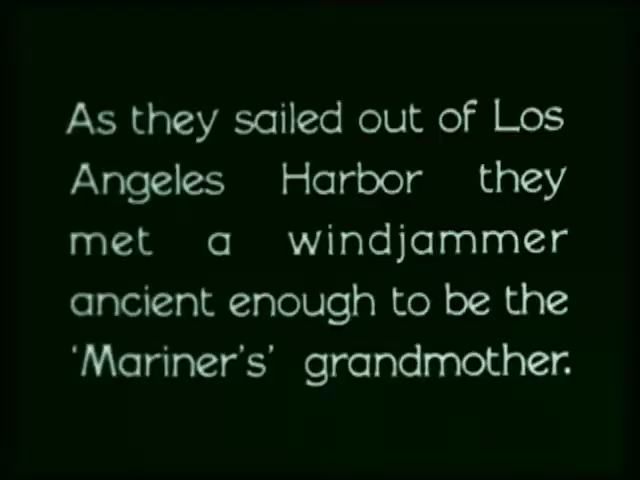 As they sailed out of Los
Angeles Harbor they
met a windjammer
ancient enough to be the
'Mariner's' grandmother.